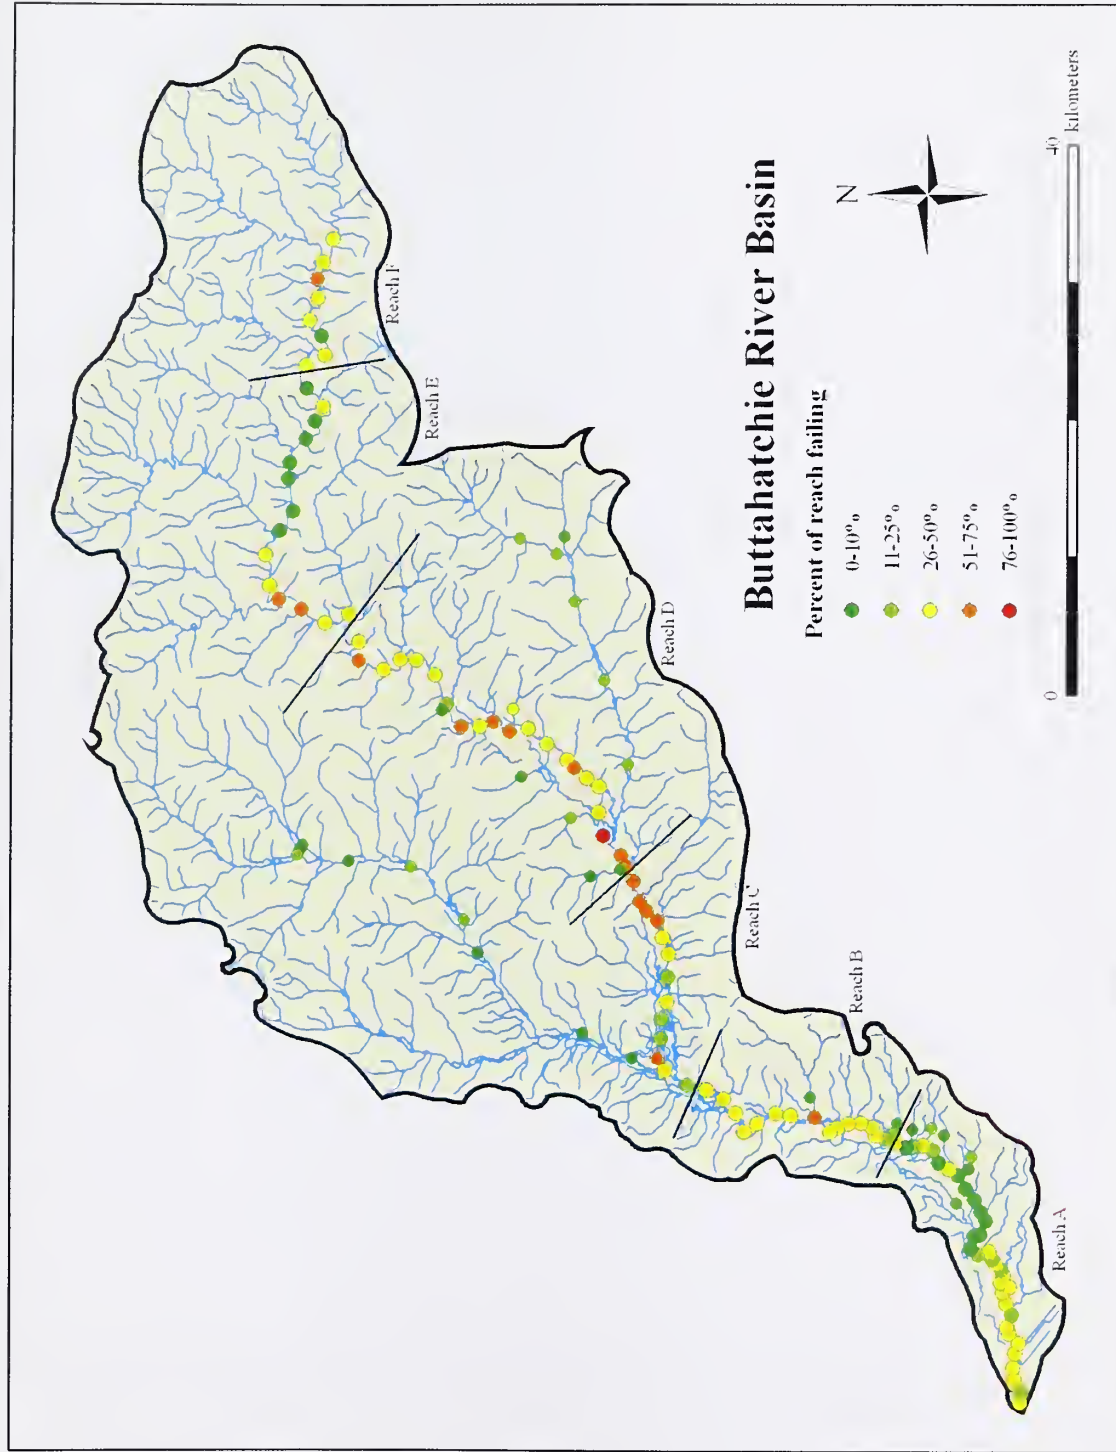 Buttahatchie River Basin
N
Percent of reach failing
0-10%
11-25%
26-50%
51-75%
76-100%
0
40
kilometers
Reach A
Reach B
Reach C
Reach D
Reach E
Reach F